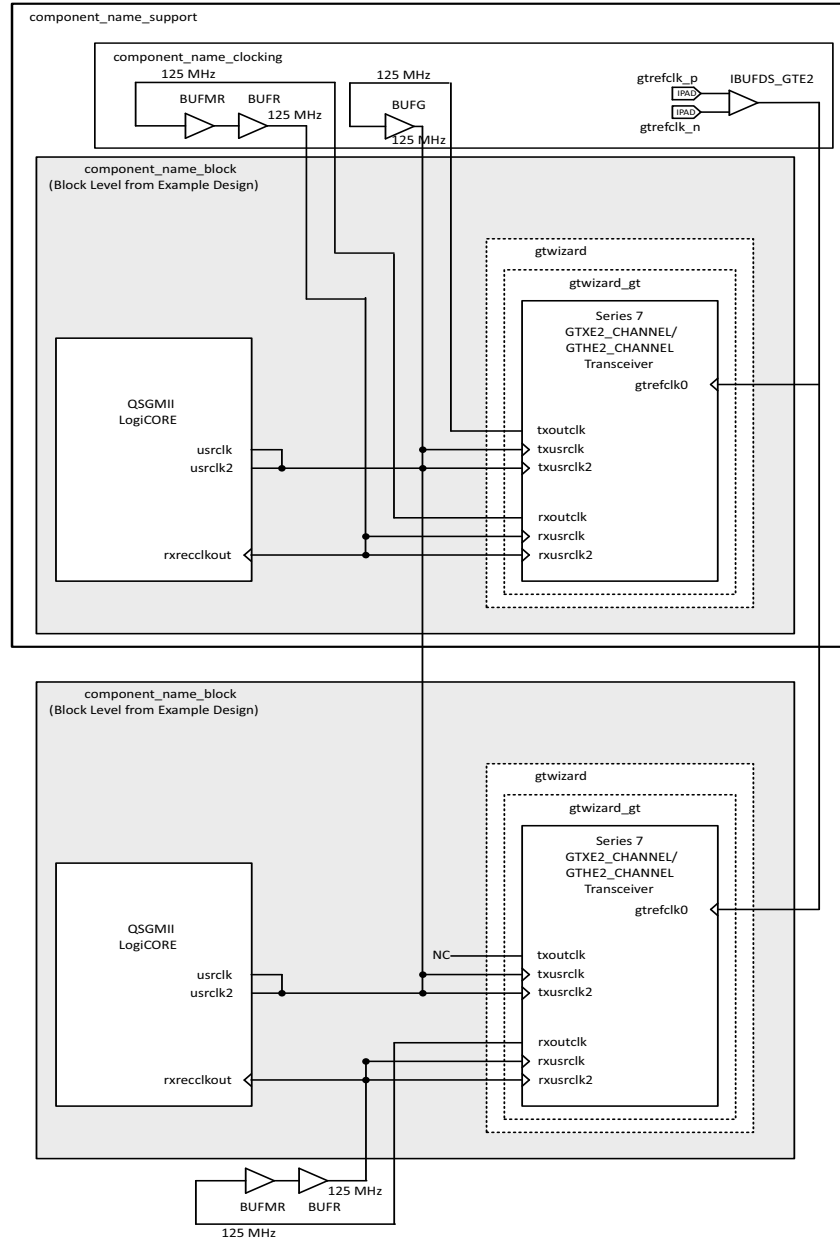 component_name_support
component_name_clocking
125 MHz
BUFMR
BUFR
125 MHz
125 MHz
BUFG
125 MHz
gtrefclk_p
IPAD
IPAD
gtrefclk_n
IBUFDS_GTE2
component_name_block
(Block Level from Example Design)
gtwizard
gtwizard_gt
Series 7
GTXE2_CHANNEL/
GTHE2_CHANNEL
Transceiver
gtrefclk0
QSGMII
LogiCORE
usrclk
usrclk2
rxrecclkout
txoutclk
txusrclk
txusrclk2
rxoutclk
rxusrclk
rxusrclk2
component_name_block
(Block Level from Example Design)
gtwizard
gtwizard_gt
Series 7
GTXE2_CHANNEL/
GTHE2_CHANNEL
Transceiver
gtrefclk0
QSGMII
LogiCORE
usrclk
usrclk2
rxrecclkout
NC
txoutclk
txusrclk
txusrclk2
rxoutclk
rxusrclk
rxusrclk2
BUFMR
BUFR
125 MHz
125 MHz